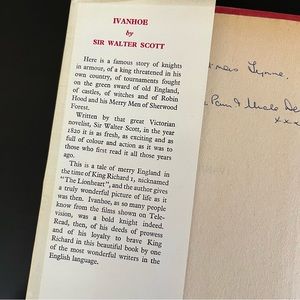 IVANHOE
by
SIR WALTER SCOTT
Here is a famous story of knights
in armour, of a king threatened in his
own country, of tournaments fought
on the green sward of old England,
of castles, of witches and of Robin
Hood and his Merry Men of Sherwood
Forest.
Written by that great Victorian
novelist, Sir Walter Scott, in the year
1820 it is as fresh, as exciting and as
full of colour and action as it was to
those who first read it all those years
ago.
This is a tale of merry England in
the time of King Richard 1, nicknamed
"The Lionheart", and the author gives
a truly wonderful picture of life as it
was then. Ivanhoe, as so many people
know from the films shown on Tele-
vision, was a bold knight indeed.
Read, then, of his deeds of prowess
and of his loyalty to brave King
Richard in this beautiful book by one
of the most wonderful writers in the
English language.
Lynne,